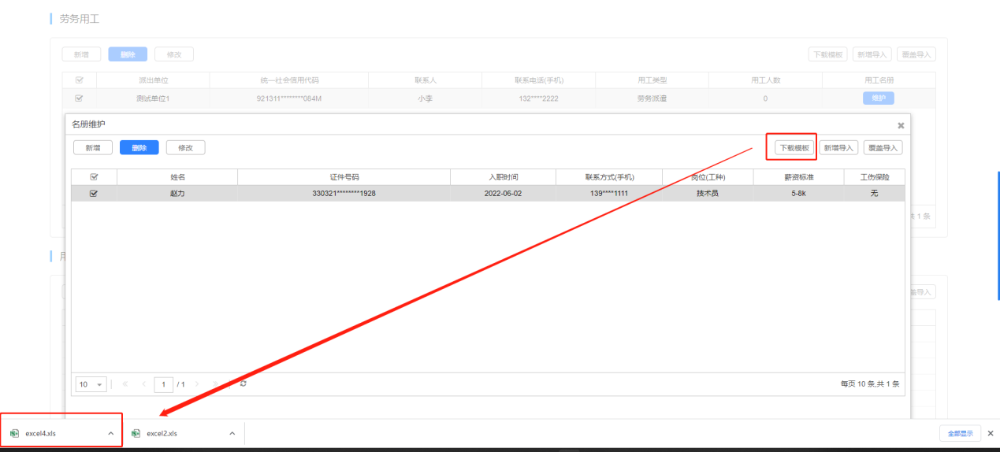 劳务用工
新增 删除 修改 下载模板 新增导入 覆盖导入
派出单位 统一社会信用代码 联系人 联系电话(手机) 用工类型 用工人数 用工名册
测试单位1 921311********084M 小李 132****2222 劳务派遣 0 维护
名册维护
新增 删除 修改 下载模板 新增导入 覆盖导入
姓名 证件号码 入职时间 联系方式(手机) 岗位(工种) 薪资标准 工伤保险
赵力 330321********1928 2022-06-02 139****1111 技术员 5-8k 无
共 1 条
用
盖导入
10 1 / 1 每页 10 条,共 1 条
excel4.xls excel2.xls 全部显示